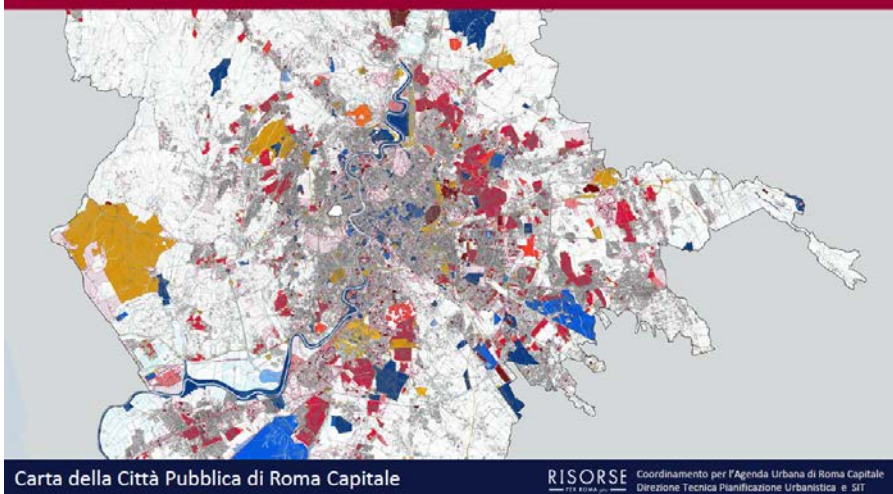 Carta della Città Pubblica di Roma Capitale
RISORSE
PER ROMA
Coordinamento per l'Agenda Urbana di Roma Capitale
Direzione Tecnica Pianificazione Urbanistica e SIT